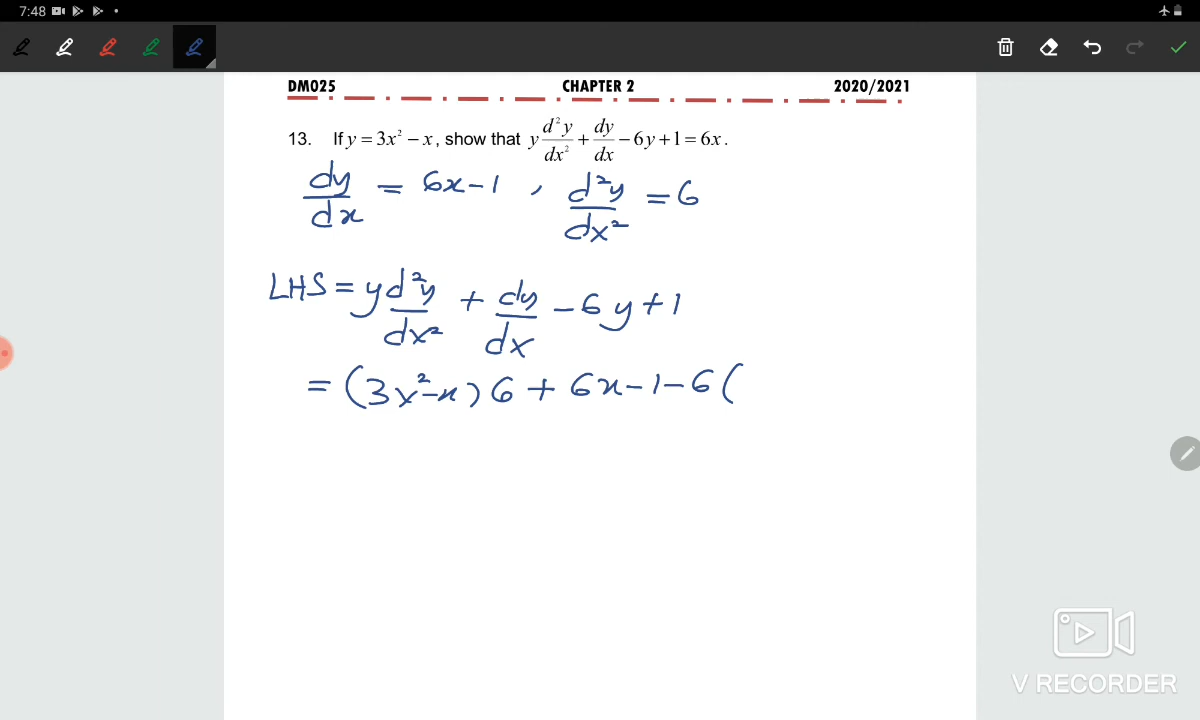 7:48
DM025 CHAPTER 2 2020/2021
13. If y = 3x² − x, show that y d²y/dx² + dy/dx − 6y + 1 = 6x.
dy/dx = 6x − 1 , d²y/dx² = 6
LHS = y d²y/dx² + dy/dx − 6y + 1
= (3x² − x) 6 + 6x − 1 − 6 (
V RECORDER